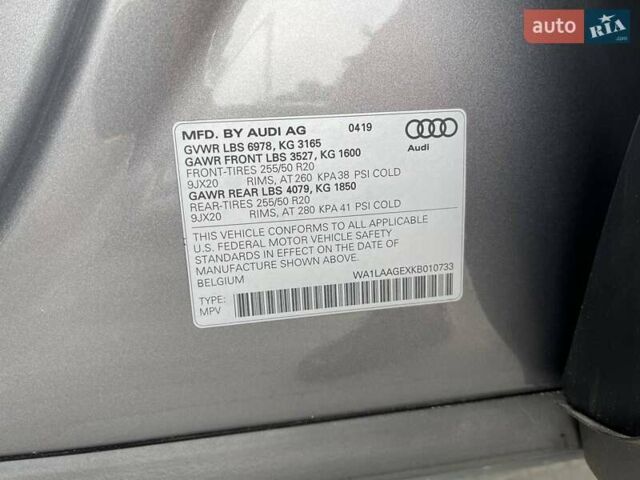 auto RIA .com
MFD. BY AUDI AG 0419
GVWR LBS 6978, KG 3165
GAWR FRONT LBS 3527, KG 1600
FRONT-TIRES 255/50 R20
9JX20 RIMS, AT 260 KPA 38 PSI COLD
GAWR REAR LBS 4079, KG 1850
REAR-TIRES 255/50 R20
9JX20 RIMS, AT 280 KPA 41 PSI COLD
Audi
THIS VEHICLE CONFORMS TO ALL APPLICABLE
U.S. FEDERAL MOTOR VEHICLE SAFETY
STANDARDS IN EFFECT ON THE DATE OF
MANUFACTURE SHOWN ABOVE.
BELGIUM WA1LAAGEXKB010733
TYPE:
MPV